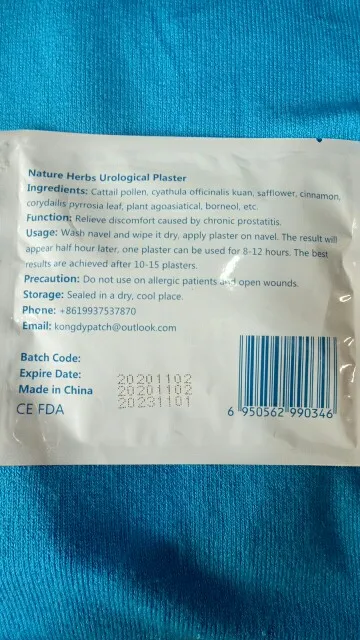 Nature Herbs Urological Plaster
Ingredients: Cattail pollen, cyathula officinalis kuan, safflower, cinnamon,
corydailis pyrrosia leaf, plant agoasiatical, borneol, etc.
Function: Relieve discomfort caused by chronic prostatitis.
Usage: Wash navel and wipe it dry, apply plaster on navel. The result will
appear half hour later, one plaster can be used for 8-12 hours. The best
results are achieved after 10-15 plasters.
Precaution: Do not use on allergic patients and open wounds.
Storage: Sealed in a dry, cool place.
Phone: +8619937537870
Email: kongdypatch@outlook.com
Batch Code: 20201102
Expire Date: 20201102
Made in China 20231101
CE FDA
6 950562 990346